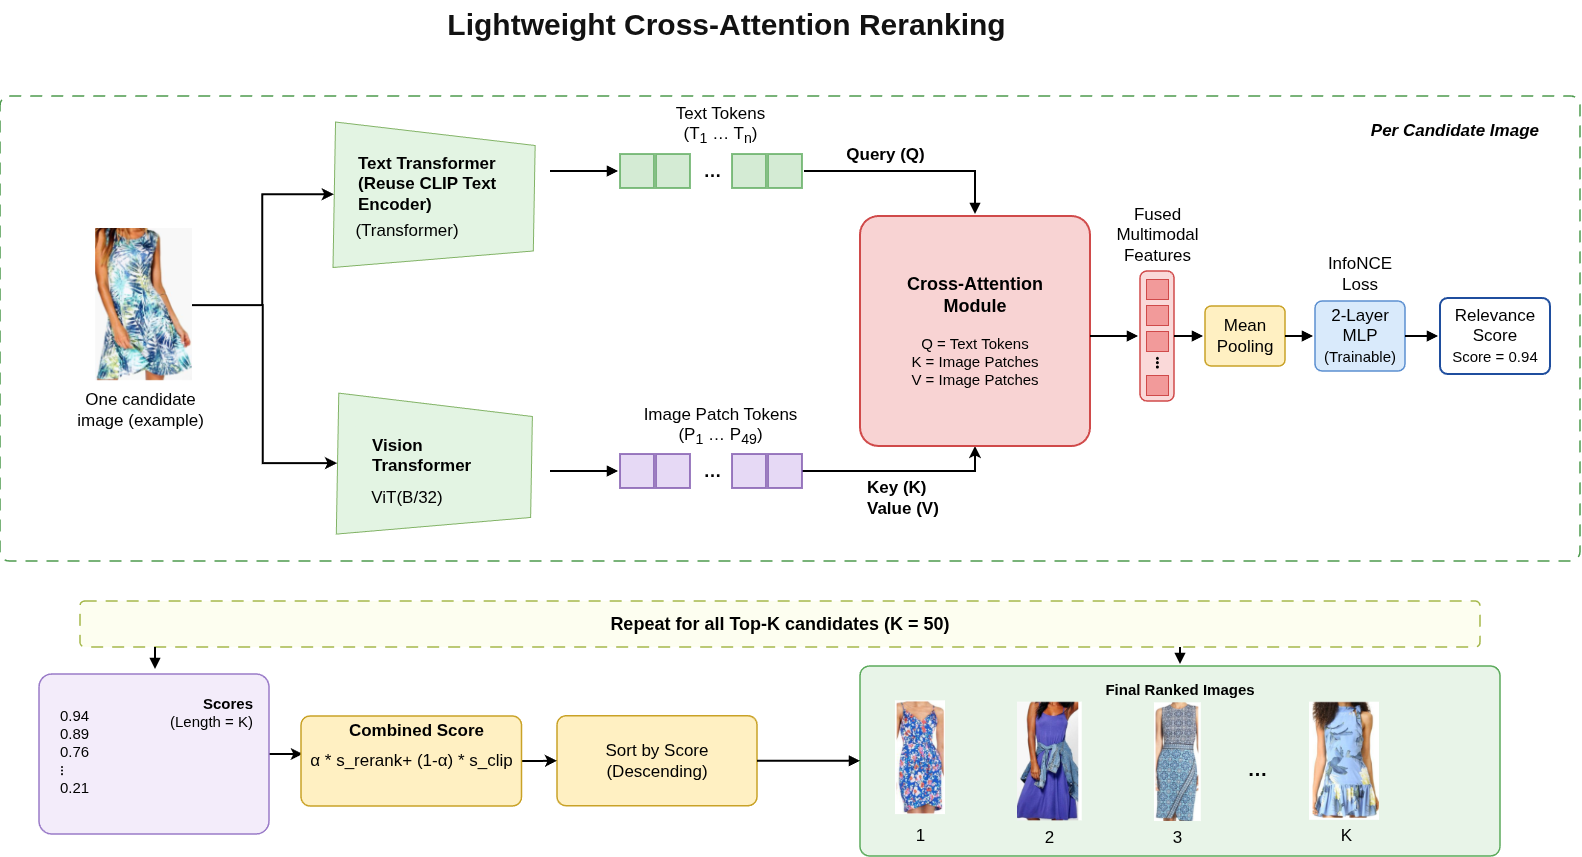 Lightweight Cross-Attention Reranking
Per Candidate Image
One candidate
image (example)
Text Transformer
(Reuse CLIP Text
Encoder)
(Transformer)
Vision
Transformer
ViT(B/32)
Text Tokens
(T1 … Tn)
...
Query (Q)
Image Patch Tokens
(P1 … P49)
...
Key (K)
Value (V)
Cross-Attention
Module
Q = Text Tokens
K = Image Patches
V = Image Patches
Fused
Multimodal
Features
⋮
Mean
Pooling
InfoNCE
Loss
2-Layer
MLP
(Trainable)
Relevance
Score
Score = 0.94
Repeat for all Top-K candidates (K = 50)
Scores
(Length = K)
0.94
0.89
0.76
⋮
0.21
Combined Score
α * s_rerank+ (1-α) * s_clip
Sort by Score
(Descending)
Final Ranked Images
...
1
2
3
K